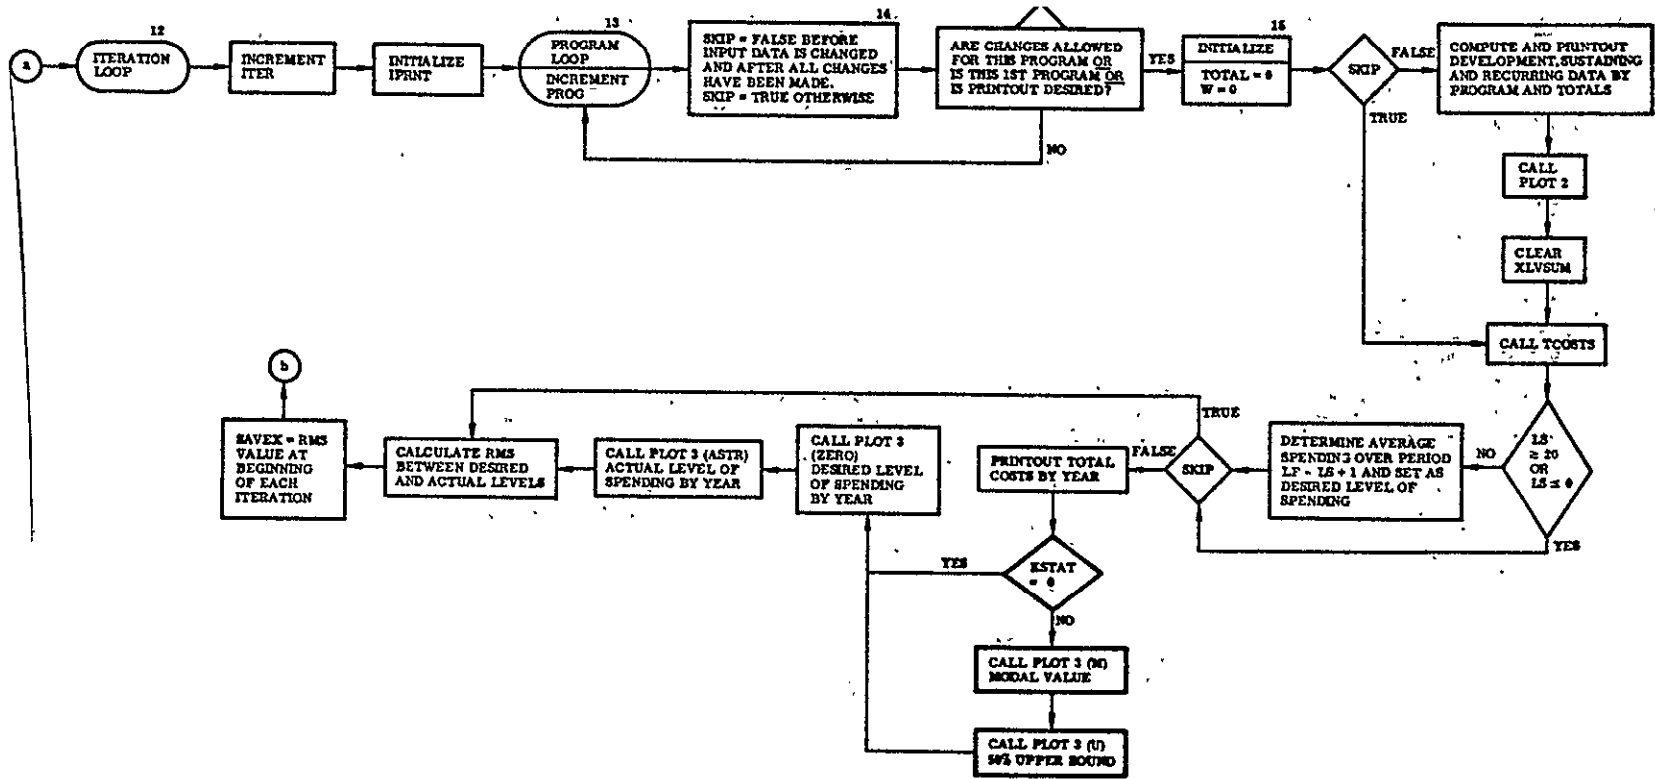 12
13
14
15
a
ITERATION
LOOP
INCREMENT
ITER
INITIALIZE
IPRNT
PROGRAM
LOOP
INCREMENT
PROG
SKIP = FALSE BEFORE
INPUT DATA IS CHANGED
AND AFTER ALL CHANGES
HAVE BEEN MADE.
SKIP = TRUE OTHERWISE
ARE CHANGES ALLOWED
FOR THIS PROGRAM OR
IS THIS 1ST PROGRAM OR
IS PRINTOUT DESIRED?
YES
NO
INITIALIZE
TOTAL = 0
W = 0
SKIP
FALSE
TRUE
COMPUTE AND PRINTOUT
DEVELOPMENT, SUSTAINING
AND RECURRING DATA BY
PROGRAM AND TOTALS
CALL
PLOT 2
CLEAR
XLVSUM
CALL TCOSTS
LS
≥ 20
OR
LS ≤ 0
NO
YES
DETERMINE AVERAGE
SPENDING OVER PERIOD
LF - LS + 1 AND SET AS
DESIRED LEVEL OF
SPENDING
SKIP
TRUE
FALSE
PRINTOUT TOTAL
COSTS BY YEAR
KSTAT
= 0
YES
NO
CALL PLOT 3 (M)
MODAL VALUE
CALL PLOT 3 (U)
50% UPPER BOUND
CALL PLOT 3
(ZERO)
DESIRED LEVEL
OF SPENDING
BY YEAR
CALL PLOT 3 (ASTR)
ACTUAL LEVEL OF
SPENDING BY YEAR
CALCULATE RMS
BETWEEN DESIRED
AND ACTUAL LEVELS
SAVEX = RMS
VALUE AT
BEGINNING
OF EACH
ITERATION
b